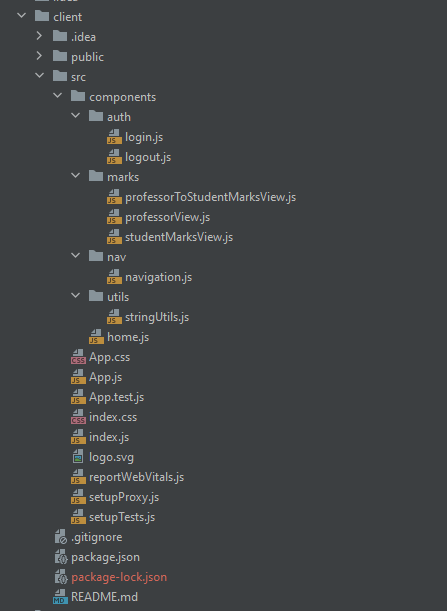 client
.idea
public
src
components
auth
login.js
logout.js
marks
professorToStudentMarksView.js
professorView.js
studentMarksView.js
nav
navigation.js
utils
stringUtils.js
home.js
App.css
App.js
App.test.js
index.css
index.js
logo.svg
reportWebVitals.js
setupProxy.js
setupTests.js
.gitignore
package.json
package-lock.json
README.md